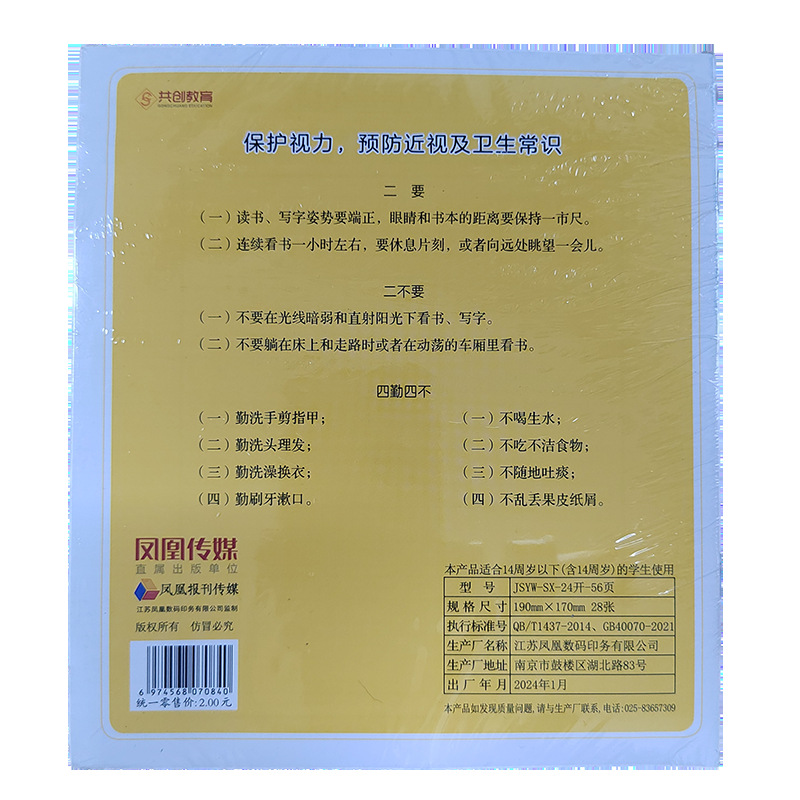 共创教育
GONGCHUANG EDUCATION
保护视力，预防近视及卫生常识
二 要
（一）读书、写字姿势要端正，眼睛和书本的距离要保持一市尺。
（二）连续看书一小时左右，要休息片刻，或者向远处眺望一会儿。
二不要
（一）不要在光线暗弱和直射阳光下看书、写字。
（二）不要躺在床上和走路时或者在动荡的车厢里看书。
四勤四不
（一）勤洗手剪指甲； （一）不喝生水；
（二）勤洗头理发； （二）不吃不洁食物；
（三）勤洗澡换衣； （三）不随地吐痰；
（四）勤刷牙漱口。 （四）不乱丢果皮纸屑。
凤凰传媒
直属出版单位
凤凰报刊传媒
江苏凤凰数码印务有限公司监制
版权所有 仿冒必究
6 974568 070840
统一零售价：2.00元
本产品适合14周岁以下(含14周岁)的学生使用
型 号 JSYW-SX-24开-56页
规格尺寸 190mm×170mm 28张
执行标准号 QB/T1437-2014、GB40070-2021
生产厂名称 江苏凤凰数码印务有限公司
生产厂地址 南京市鼓楼区湖北路83号
出厂年月 2024年1月
本产品如发现质量问题,请与生产厂联系,电话:025-83657309